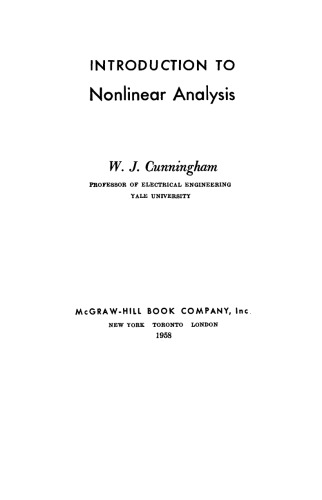 INTRODUCTION TO
Nonlinear Analysis
W. J. Cunningham
PROFESSOR OF ELECTRICAL ENGINEERING
YALE UNIVERSITY
McGRAW-HILL BOOK COMPANY, Inc.
NEW YORK TORONTO LONDON
1958